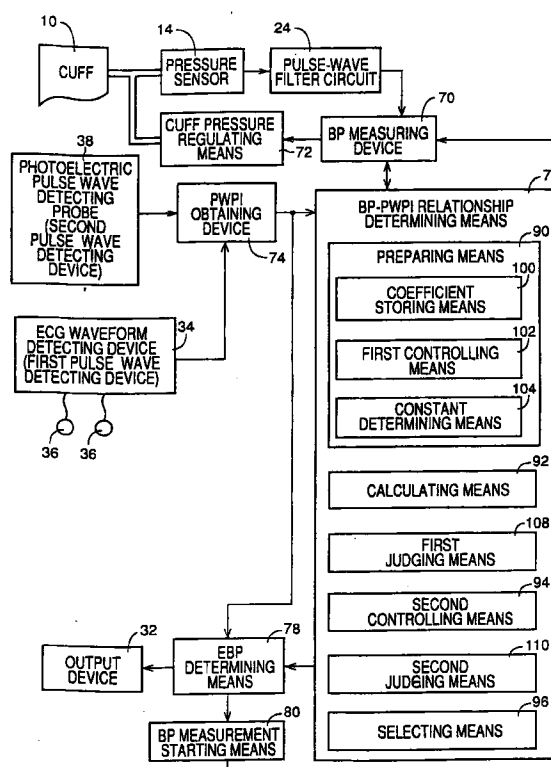 10
CUFF
14
PRESSURE
SENSOR
24
PULSE-WAVE
FILTER CIRCUIT
CUFF PRESSURE
REGULATING
MEANS
72
70
BP MEASURING
DEVICE
38
PHOTOELECTRIC
PULSE WAVE
DETECTING
PROBE
(SECOND
PULSE WAVE
DETECTING
DEVICE)
PWPI
OBTAINING
DEVICE
74
ECG WAVEFORM
DETECTING DEVICE
(FIRST PULSE WAVE
DETECTING DEVICE)
34
36
36
7
BP-PWPI RELATIONSHIP
DETERMINING MEANS
90
PREPARING MEANS
100
COEFFICIENT
STORING MEANS
102
FIRST CONTROLLING
MEANS
104
CONSTANT
DETERMINING MEANS
92
CALCULATING MEANS
108
FIRST
JUDGING MEANS
94
SECOND
CONTROLLING MEANS
110
SECOND
JUDGING MEANS
96
SELECTING MEANS
32
OUTPUT
DEVICE
78
EBP
DETERMINING
MEANS
80
BP MEASUREMENT
STARTING MEANS